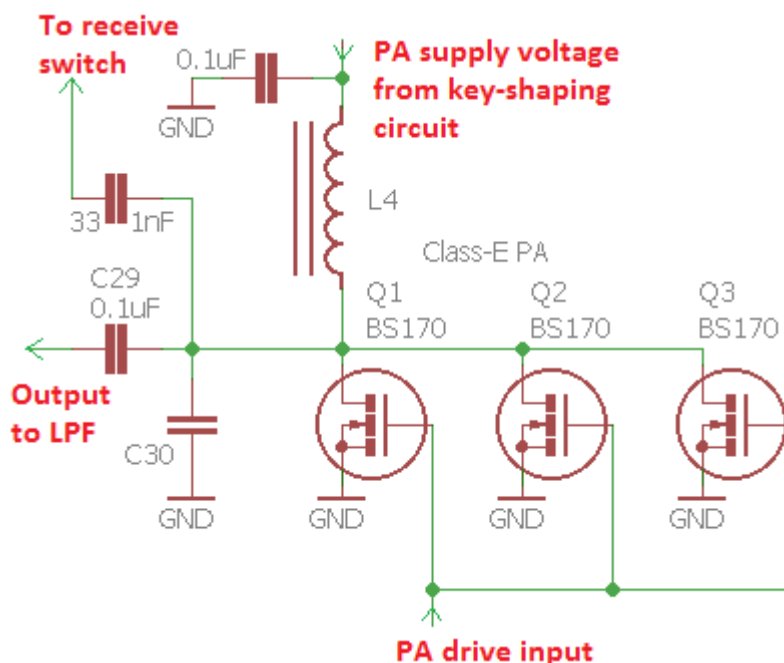 To receive
switch
0.1uF
GND
PA supply voltage
from key-shaping
circuit
33 1nF
L4
Class-E PA
C29
0.1uF
Q1
BS170
Q2
BS170
Q3
BS170
Output
to LPF
C30
GND
GND
GND
GND
PA drive input